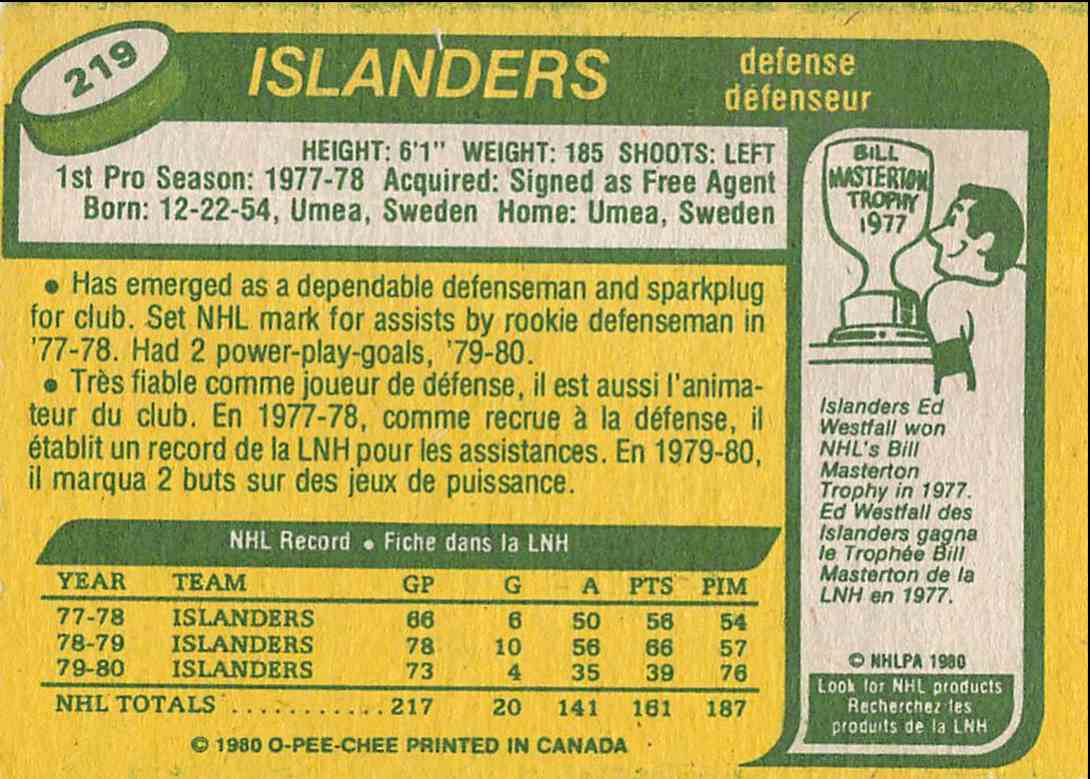 219
ISLANDERS
defense
défenseur
HEIGHT: 6'1" WEIGHT: 185 SHOOTS: LEFT
1st Pro Season: 1977-78 Acquired: Signed as Free Agent
Born: 12-22-54, Umea, Sweden Home: Umea, Sweden
• Has emerged as a dependable defenseman and sparkplug
for club. Set NHL mark for assists by rookie defenseman in
'77-78. Had 2 power-play-goals, '79-80.
• Très fiable comme joueur de défense, il est aussi l'anima-
teur du club. En 1977-78, comme recrue à la défense, il
établit un record de la LNH pour les assistances. En 1979-80,
il marqua 2 buts sur des jeux de puissance.
BILL
MASTERTON
TROPHY
1977
Islanders Ed
Westfall won
NHL's Bill
Masterton
Trophy in 1977.
Ed Westfall des
Islanders gagna
le Trophée Bill
Masterton de la
LNH en 1977.
© NHLPA 1980
Look for NHL products
Recherchez les
produits de la LNH
NHL Record • Fiche dans la LNH
YEAR TEAM GP G A PTS PIM
77-78 ISLANDERS 66 6 50 56 54
78-79 ISLANDERS 78 10 56 66 57
79-80 ISLANDERS 73 4 35 39 76
NHL TOTALS ........... 217 20 141 161 187
© 1980 O-PEE-CHEE PRINTED IN CANADA